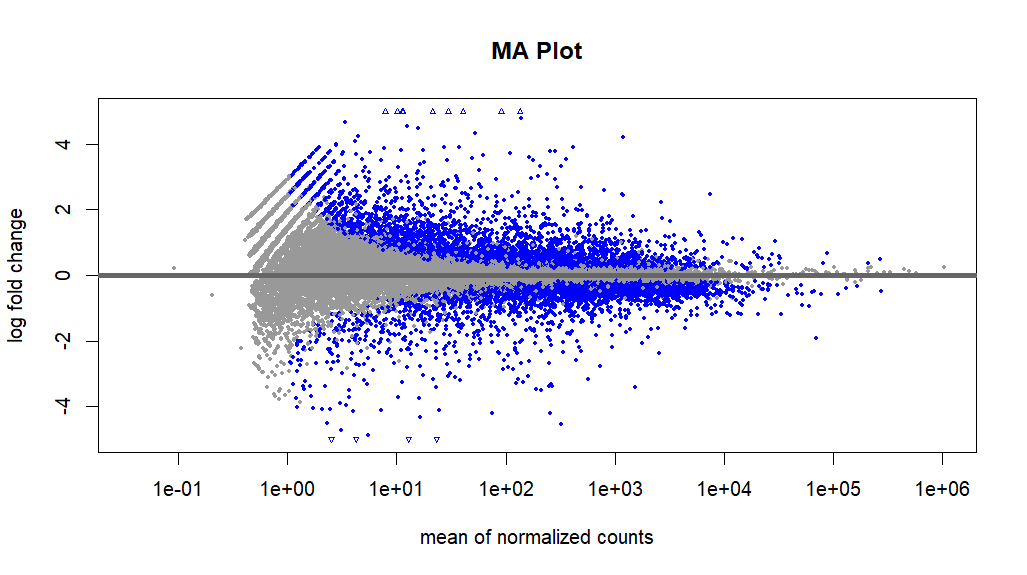 MA Plot
log fold change
4
2
0
-2
-4
1e-01 1e+00 1e+01 1e+02 1e+03 1e+04 1e+05 1e+06
mean of normalized counts